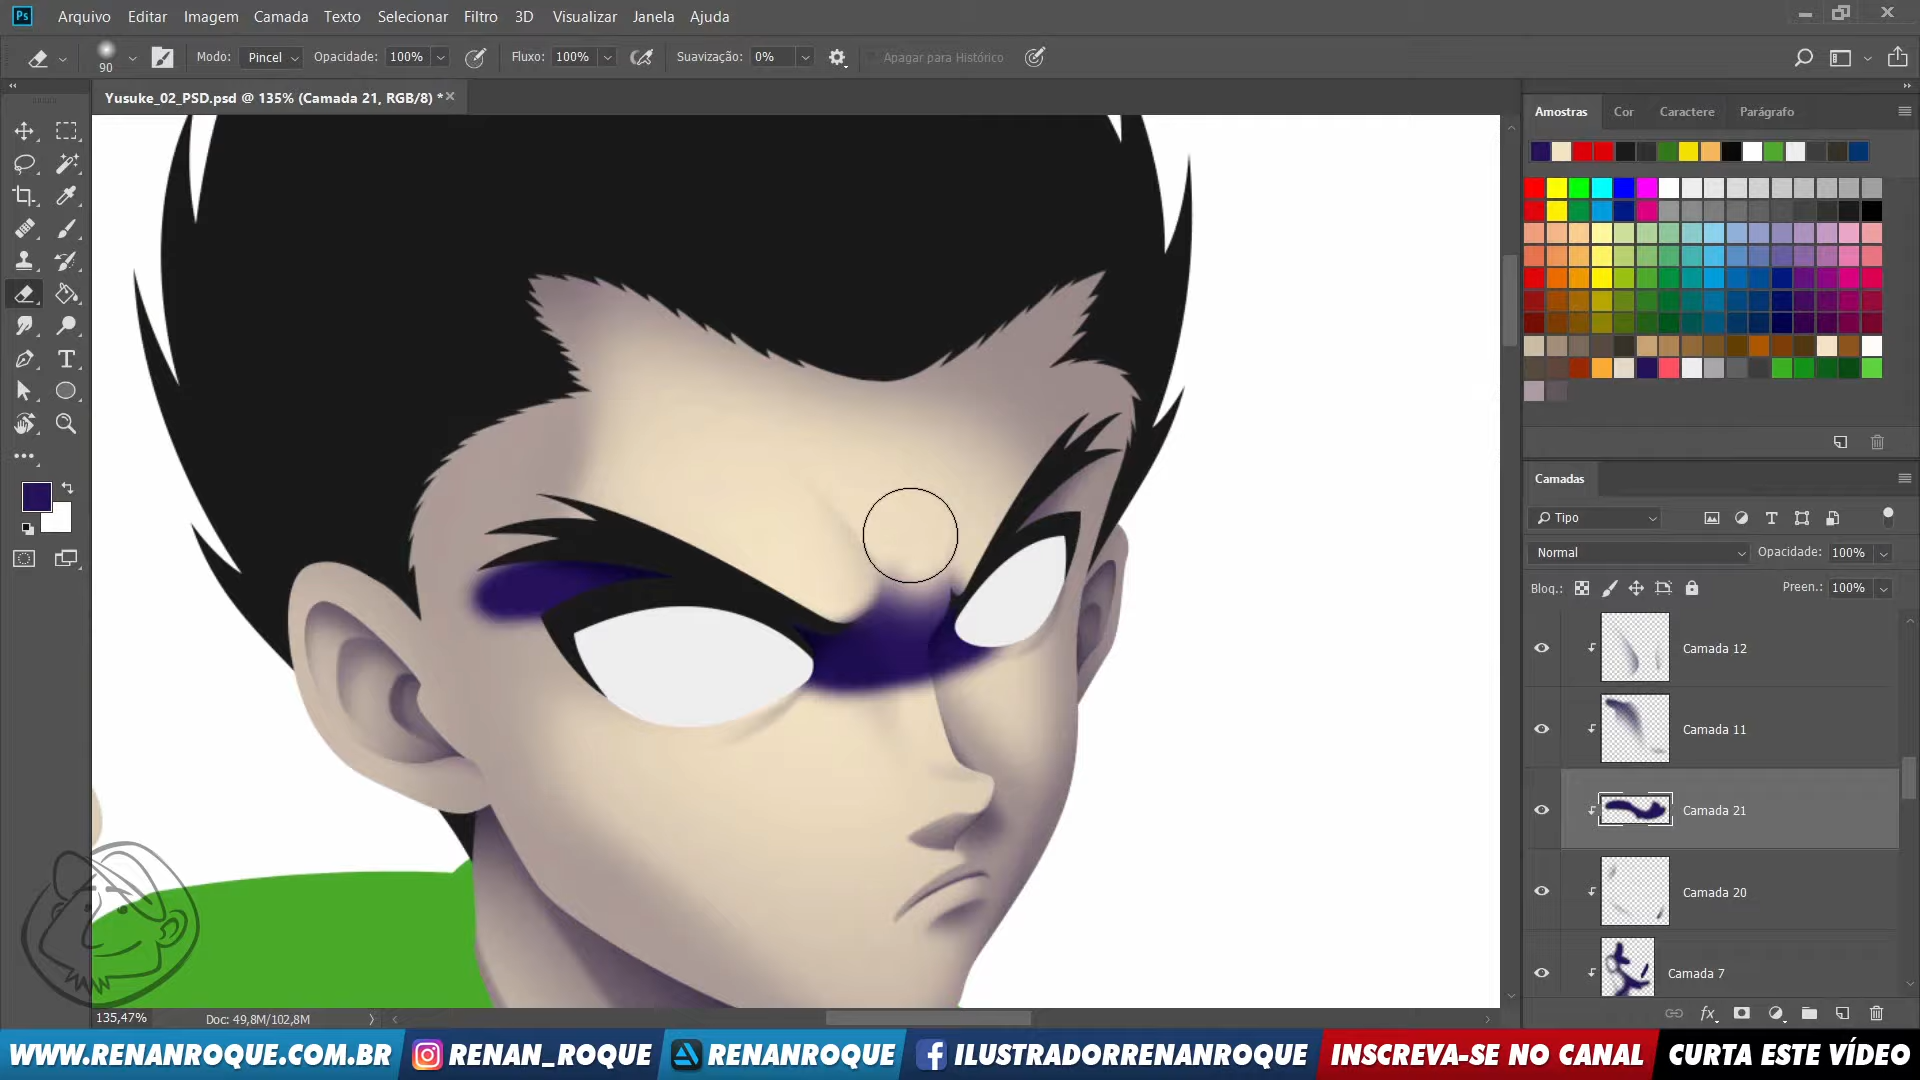 Ps Arquivo Editar Imagem Camada Texto Selecionar Filtro 3D Visualizar Janela Ajuda
90 Modo: Pincel Opacidade: 100% Fluxo: 100% Suavização: 0% Apagar para Histórico
Yusuke_02_PSD.psd @ 135% (Camada 21, RGB/8) *
Amostras Cor Caractere Parágrafo
Camadas
Tipo
Normal Opacidade: 100%
Bloq.: Preen.: 100%
Camada 12
Camada 11
Camada 21
Camada 20
Camada 7
135,47% Doc: 49,8M/102,8M
WWW.RENANROQUE.COM.BR RENAN_ROQUE RENANROQUE ILUSTRADORRENANROQUE INSCREVA-SE NO CANAL CURTA ESTE VÍDEO